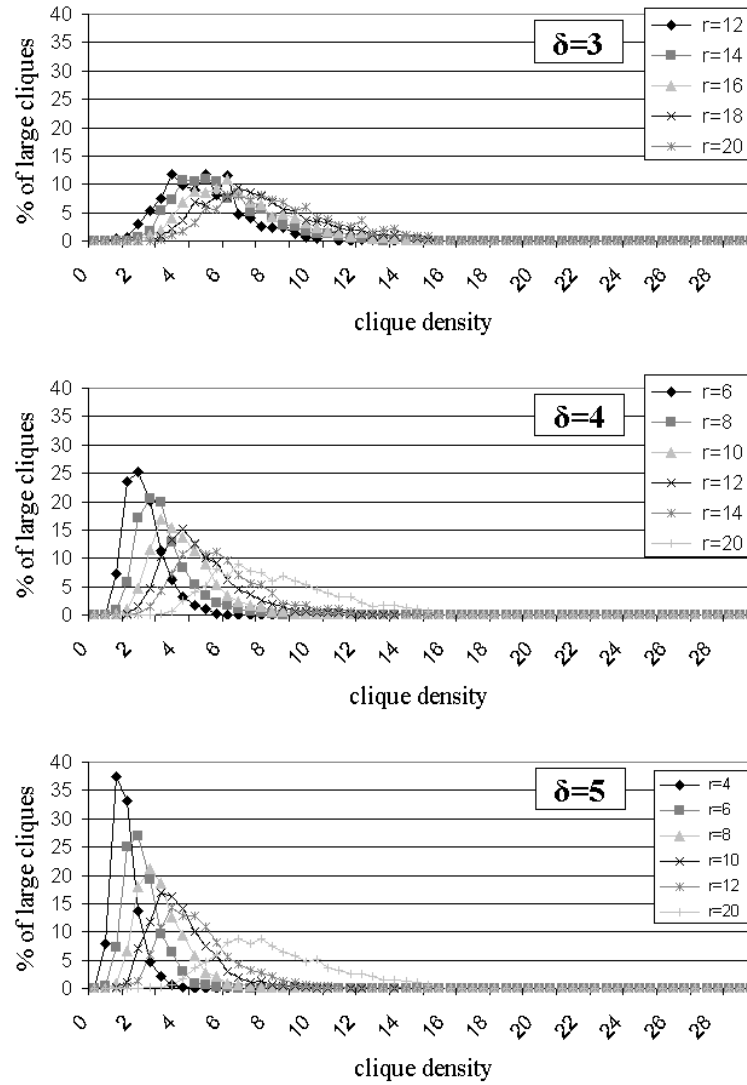 40
35
30
25
20
15
10
5
0
% of large cliques
δ=3
r=12
r=14
r=16
r=18
r=20
0 2 4 6 8 10 12 14 16 18 20 22 24 26 28
clique density
40
35
30
25
20
15
10
5
0
% of large cliques
δ=4
r=6
r=8
r=10
r=12
r=14
r=20
0 2 4 6 8 10 12 14 16 18 20 22 24 26 28
clique density
40
35
30
25
20
15
10
5
0
% of large cliques
δ=5
r=4
r=6
r=8
r=10
r=12
r=20
0 2 4 6 8 10 12 14 16 18 20 22 24 26 28
clique density